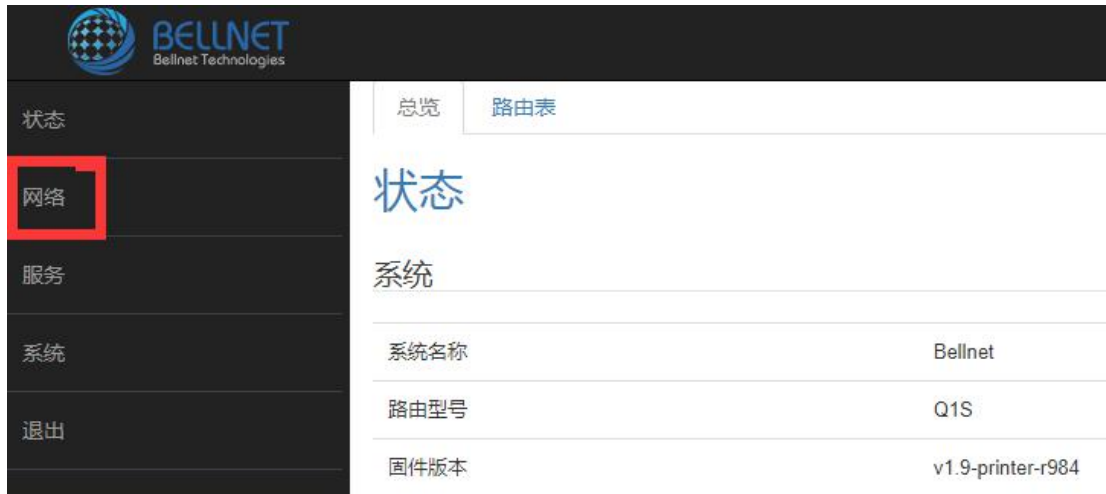 BELLNET
Bellnet Technologies
状态
网络
服务
系统
退出
总览 路由表
状态
系统
系统名称 Bellnet
路由型号 Q1S
固件版本 v1.9-printer-r984